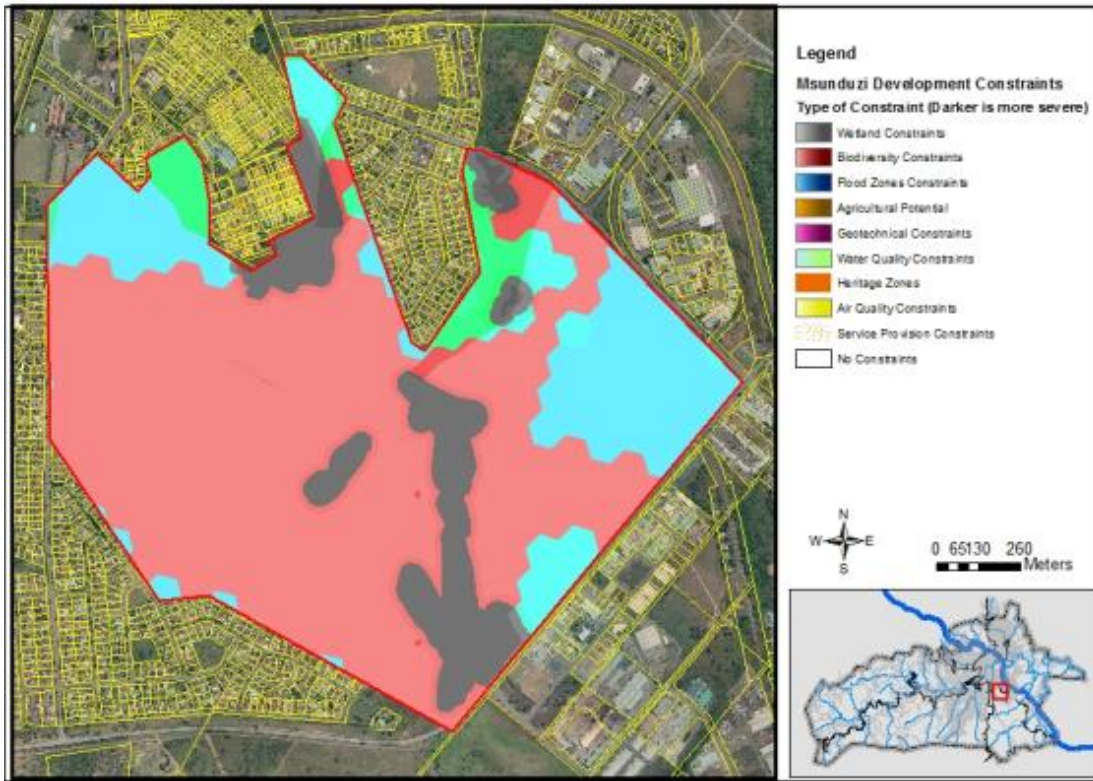 Legend
Msunduzi Development Constraints
Type of Constraint (Darker is more severe)
Wetland Constraints
Biodiversity Constraints
Flood Zones Constraints
Agricultural Potential
Geotechnical Constraints
Water Quality Constraints
Heritage Zones
Air Quality Constraints
Service Provision Constraints
No Constraints
N
W E
S
0 65130 260
Meters